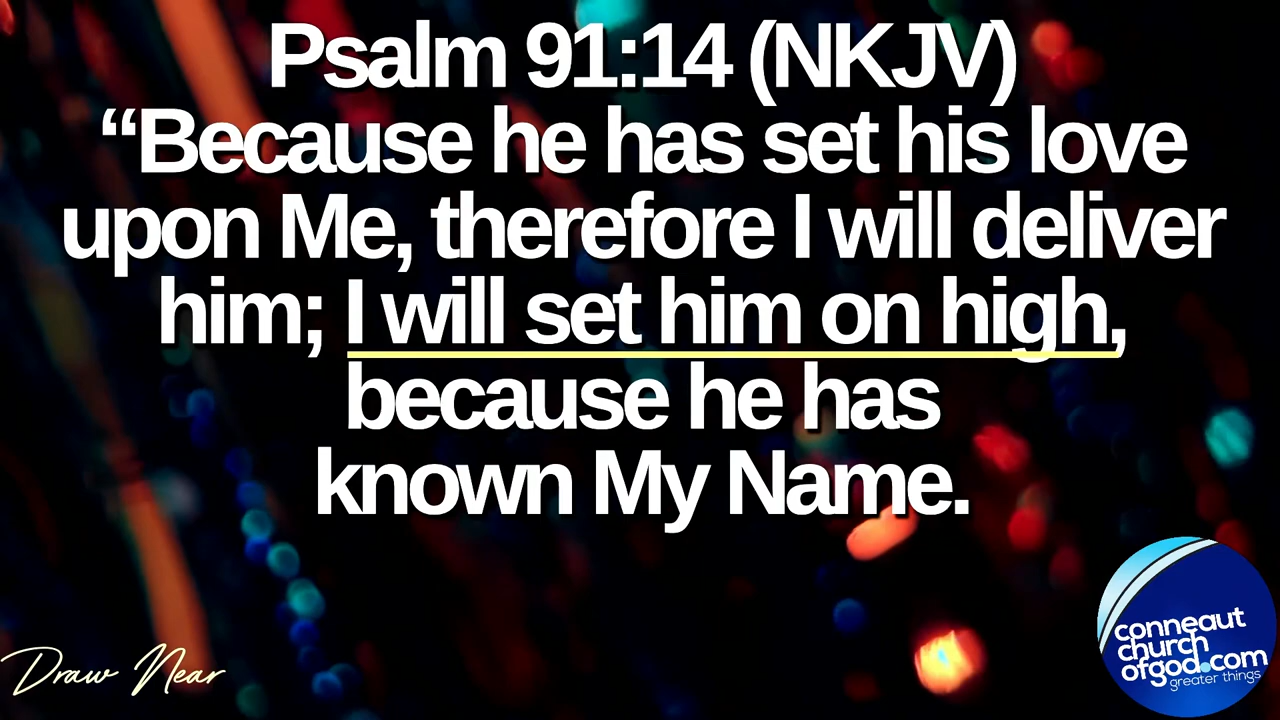 Psalm 91:14 (NKJV)
“Because he has set his love
upon Me, therefore I will deliver
him; I will set him on high,
because he has
known My Name.
Draw Near
conneaut
church
ofgod.com
greater things